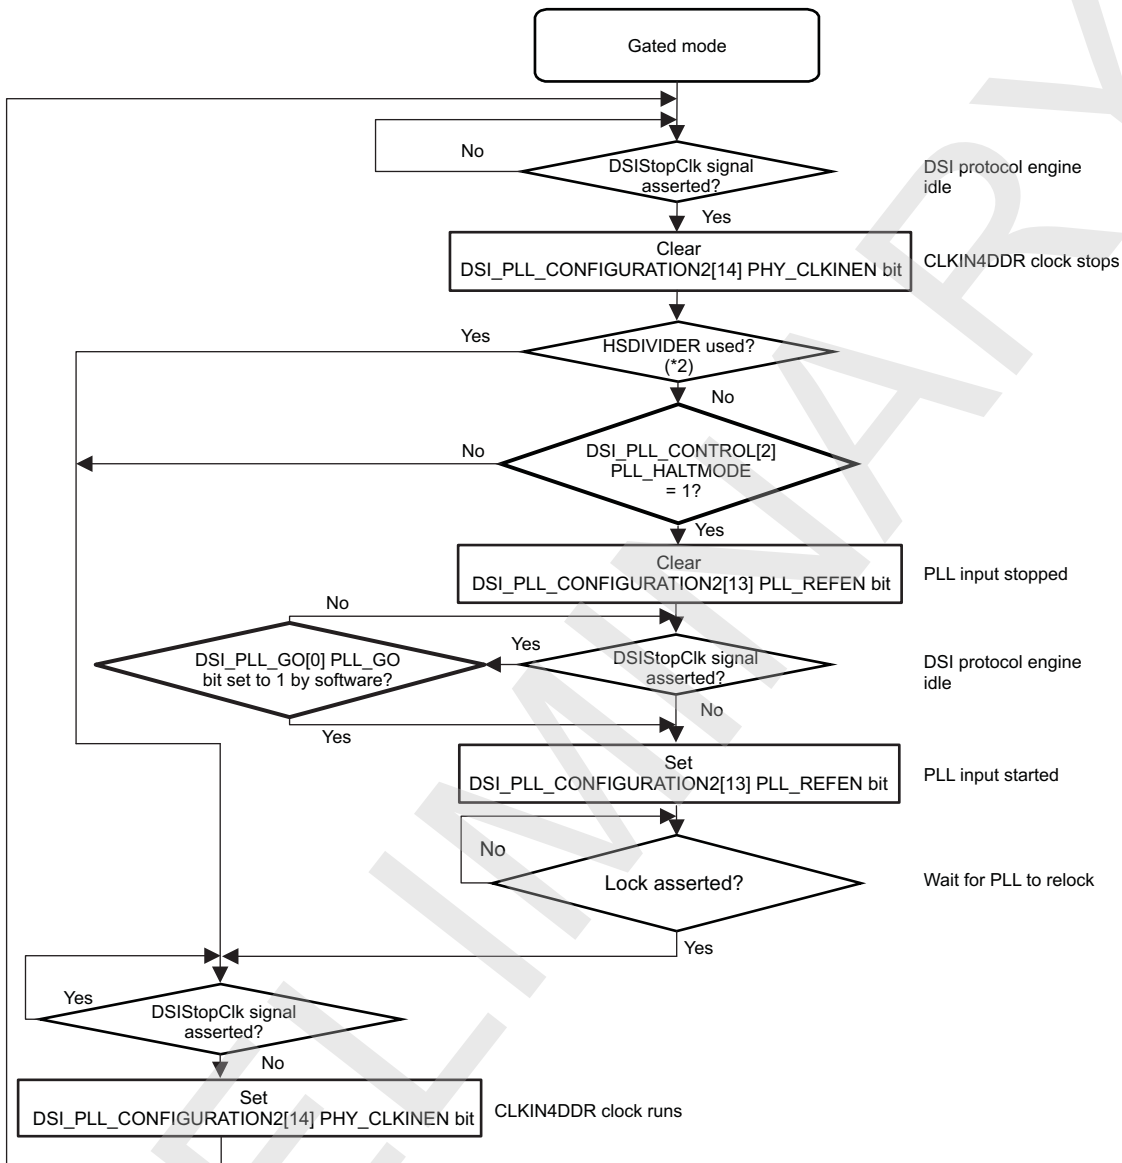 Gated mode
No
DSIStopClk signal
asserted?
DSI protocol engine
idle
Yes
Clear
DSI_PLL_CONFIGURATION2[14] PHY_CLKINEN bit
CLKIN4DDR clock stops
Yes
HSDIVIDER used?
(*2)
No
No
DSI_PLL_CONTROL[2]
PLL_HALTMODE
= 1?
Yes
Clear
DSI_PLL_CONFIGURATION2[13] PLL_REFEN bit
PLL input stopped
No
DSI_PLL_GO[0] PLL_GO
bit set to 1 by software?
Yes
DSIStopClk signal
asserted?
DSI protocol engine
idle
No
Yes
Set
DSI_PLL_CONFIGURATION2[13] PLL_REFEN bit
PLL input started
No
Lock asserted?
Wait for PLL to relock
Yes
Yes
DSIStopClk signal
asserted?
No
Set
DSI_PLL_CONFIGURATION2[14] PHY_CLKINEN bit
CLKIN4DDR clock runs
ELIMINARY